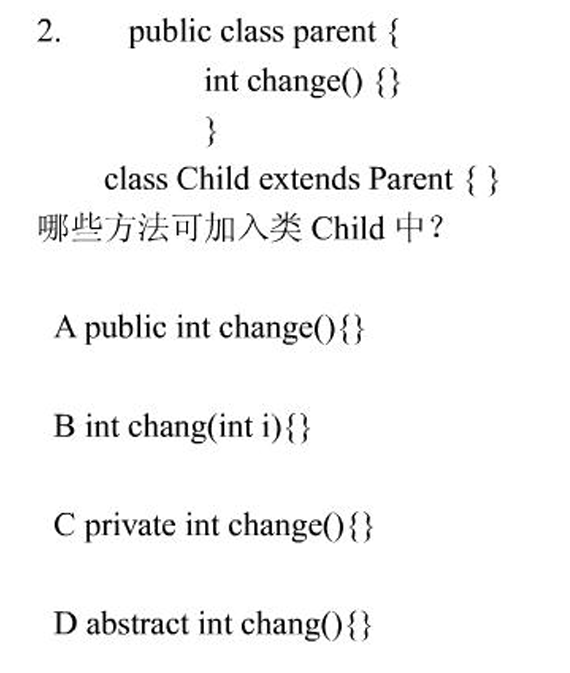 2. public class parent {
int change() {}
}
class Child extends Parent { }
哪些方法可加入类 Child 中?
A public int change(){}
B int chang(int i){}
C private int change(){}
D abstract int chang(){}